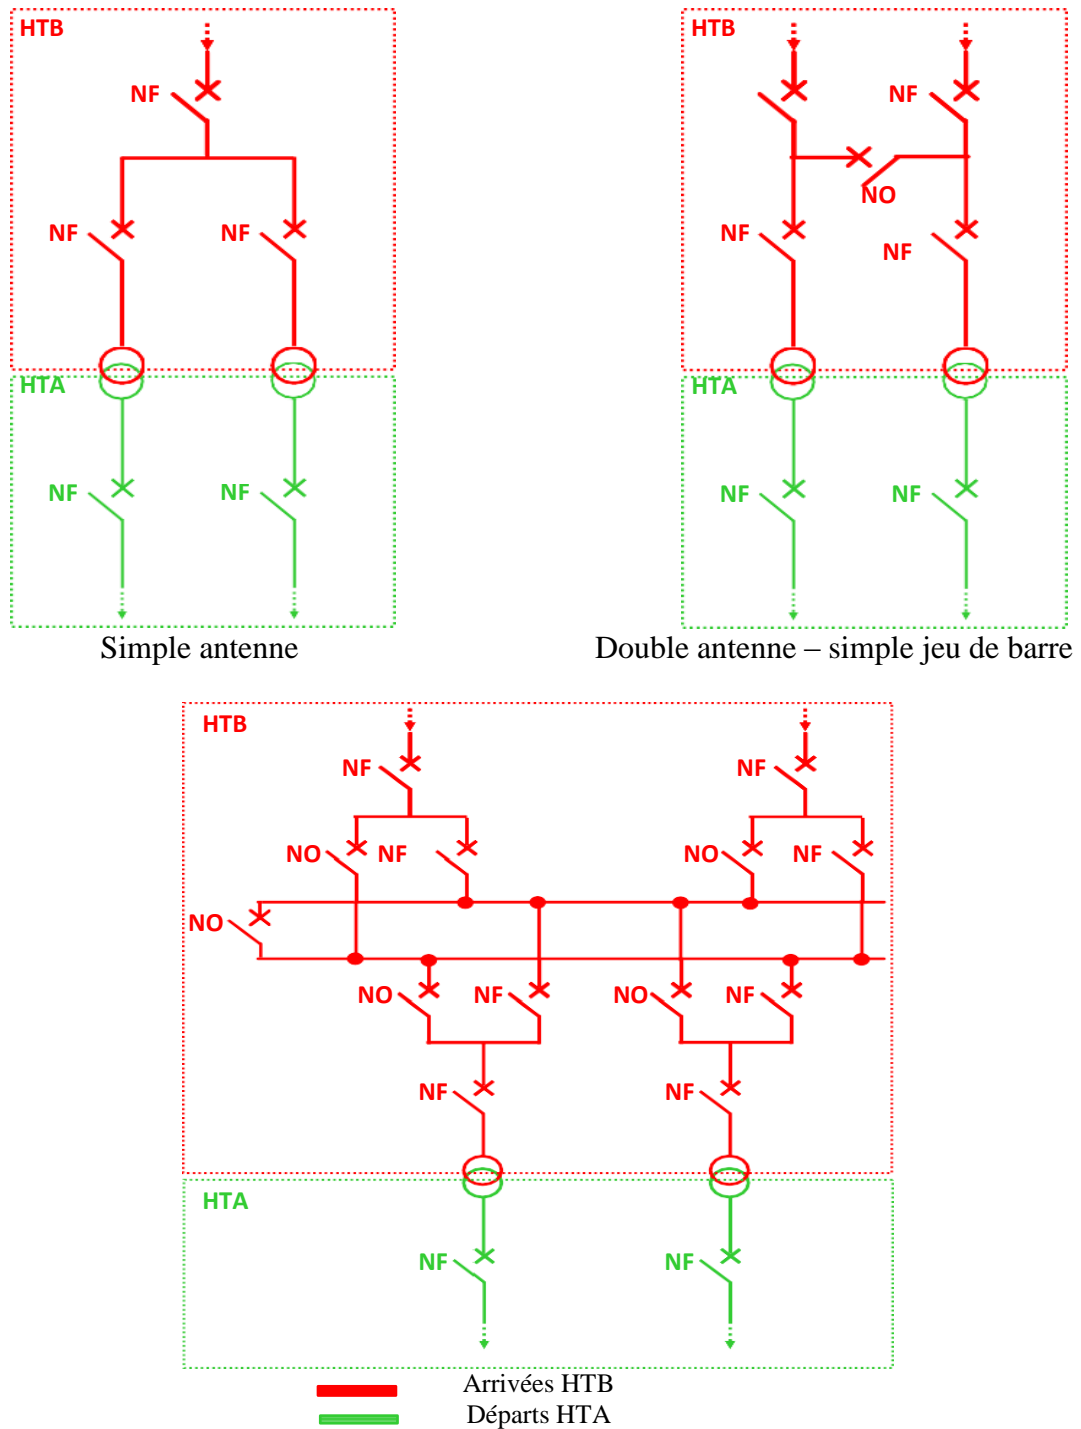 HTB
NF
NF
NF
HTA
NF
NF
Simple antenne
HTB
NF
NO
NF
NF
HTA
NF
NF
Double antenne – simple jeu de barre
HTB
NF
NF
NO
NF
NO
NF
NO
NO
NF
NO
NF
NF
NF
HTA
NF
NF
Arrivées HTB
Départs HTA